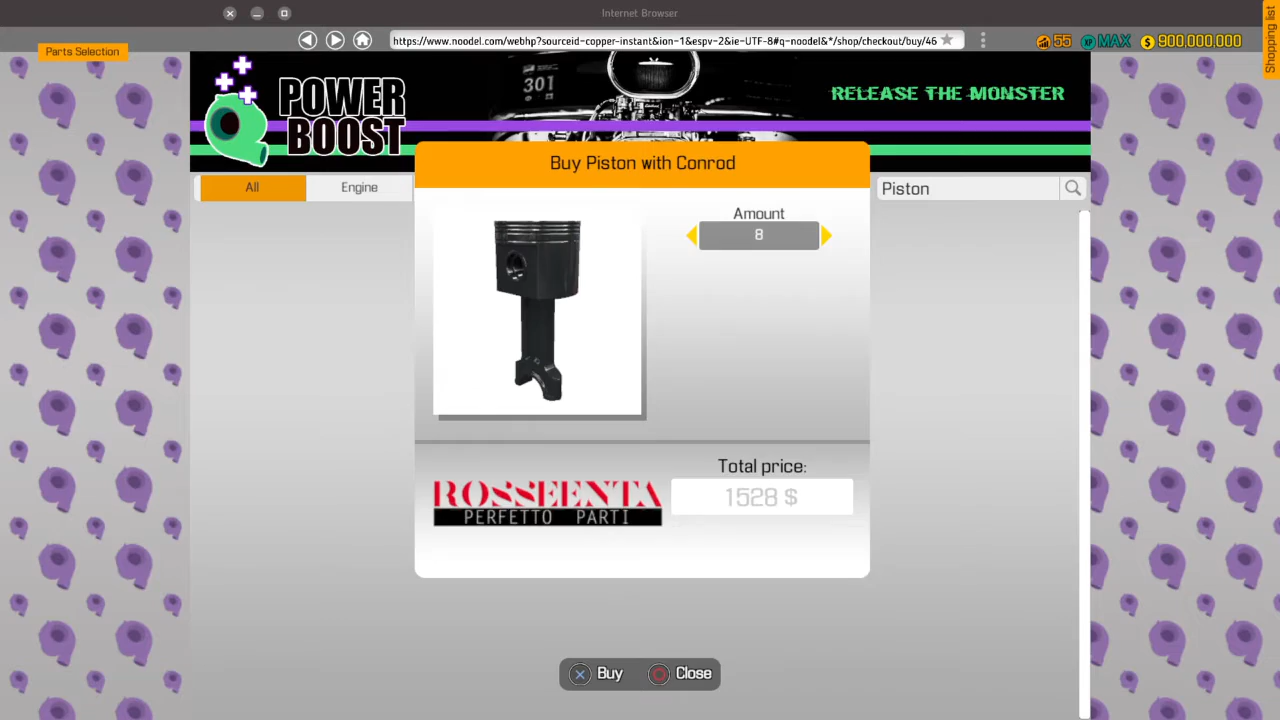 Internet Browser
https://www.noodel.com/webhp?sourceid-copper-instant&ion-1&espv-2&ie-UTF-8#q-noodel&*/shop/checkout/buy/46
55
XP MAX
$ 900,000,000
Shopping list
Parts Selection
POWER
BOOST
301
RELEASE THE MONSTER
Buy Piston with Conrod
All
Engine
Piston
Amount
8
Total price:
1528 $
ROSSEENTA
PERFETTO PARTI
Buy
Close